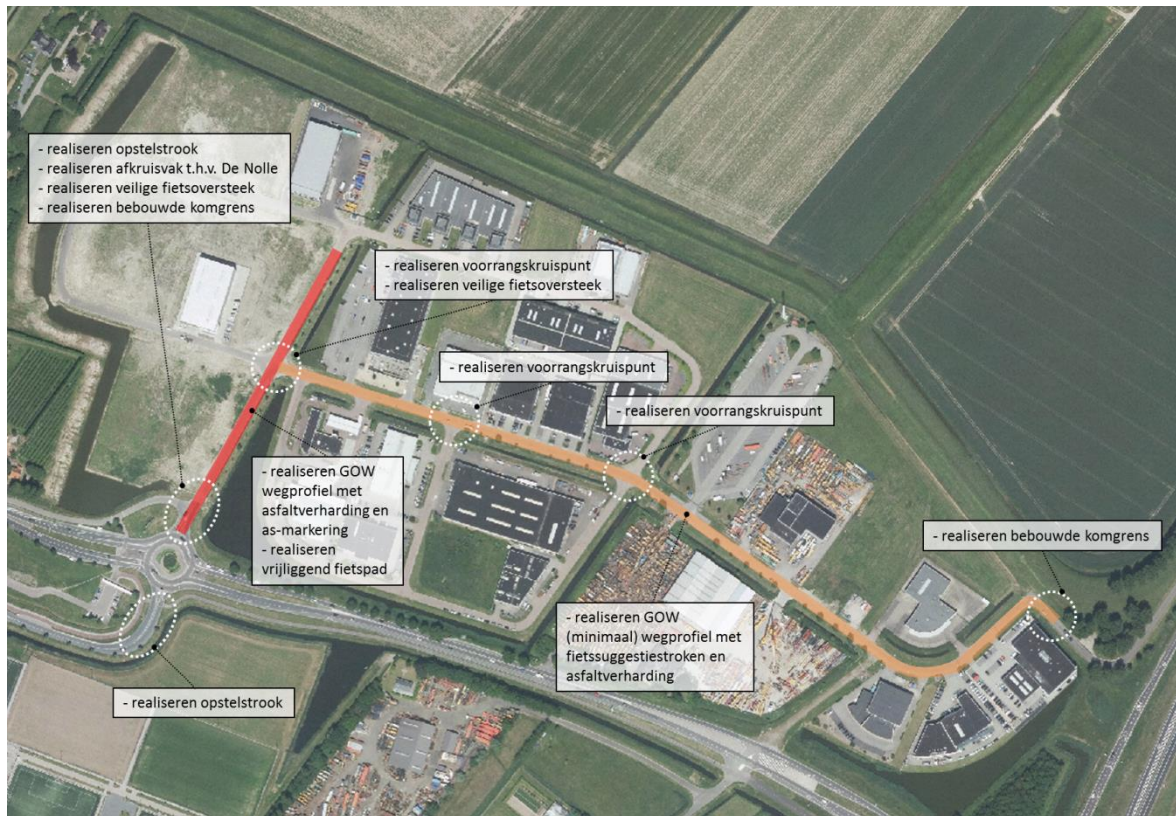 - realiseren opstelstrook
- realiseren afkruisvak t.h.v. De Nolle
- realiseren veilige fietsoversteek
- realiseren bebouwde komgrens
- realiseren voorrangskruispunt
- realiseren veilige fietsoversteek
- realiseren voorrangskruispunt
- realiseren voorrangskruispunt
- realiseren GOW
wegprofiel met
asfaltverharding en
as-markering
- realiseren
vrijliggend fietspad
- realiseren bebouwde komgrens
- realiseren GOW
(minimaal) wegprofiel met
fietssuggestiestroken en
asfaltverharding
- realiseren opstelstrook